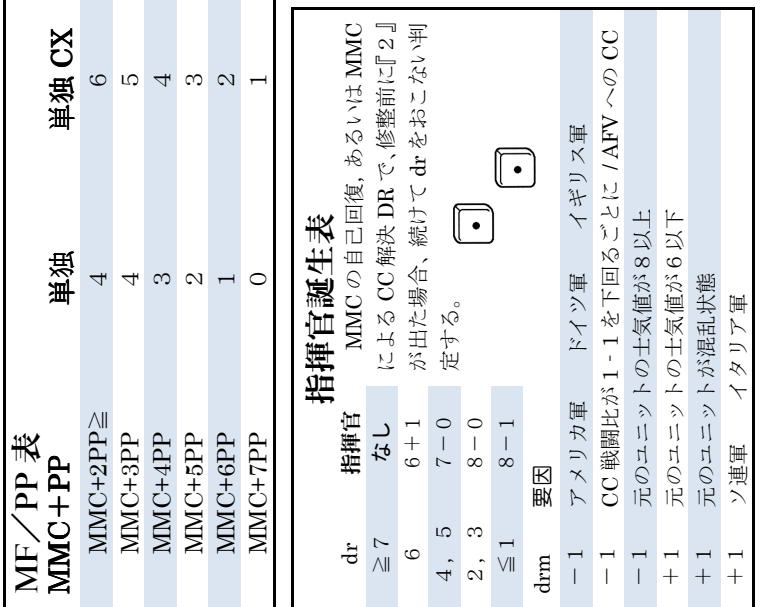 MF／PP 表
MMC＋PP 単独 単独 CX
MMC+2PP≧ 4 6
MMC+3PP 4 5
MMC+4PP 3 4
MMC+5PP 2 3
MMC+6PP 1 2
MMC+7PP 0 1
指揮官誕生表
dr 指揮官
≧7 なし
6 6＋1
4，5 7－0
2，3 8－0
≦1 8－1
MMC の自己回復，あるいは MMC
による CC 解決 DR で、修整前に『2』
が出た場合、続けて dr をおこない判
定する。
drm 要因
－1 アメリカ軍 ドイツ軍 イギリス軍
－1 CC 戦闘比が 1 - 1 を下回るごとに /AFV への CC
－1 元のユニットの士気値が8以上
＋1 元のユニットの士気値が6以下
＋1 元のユニットが混乱状態
＋1 ソ連軍 イタリア軍